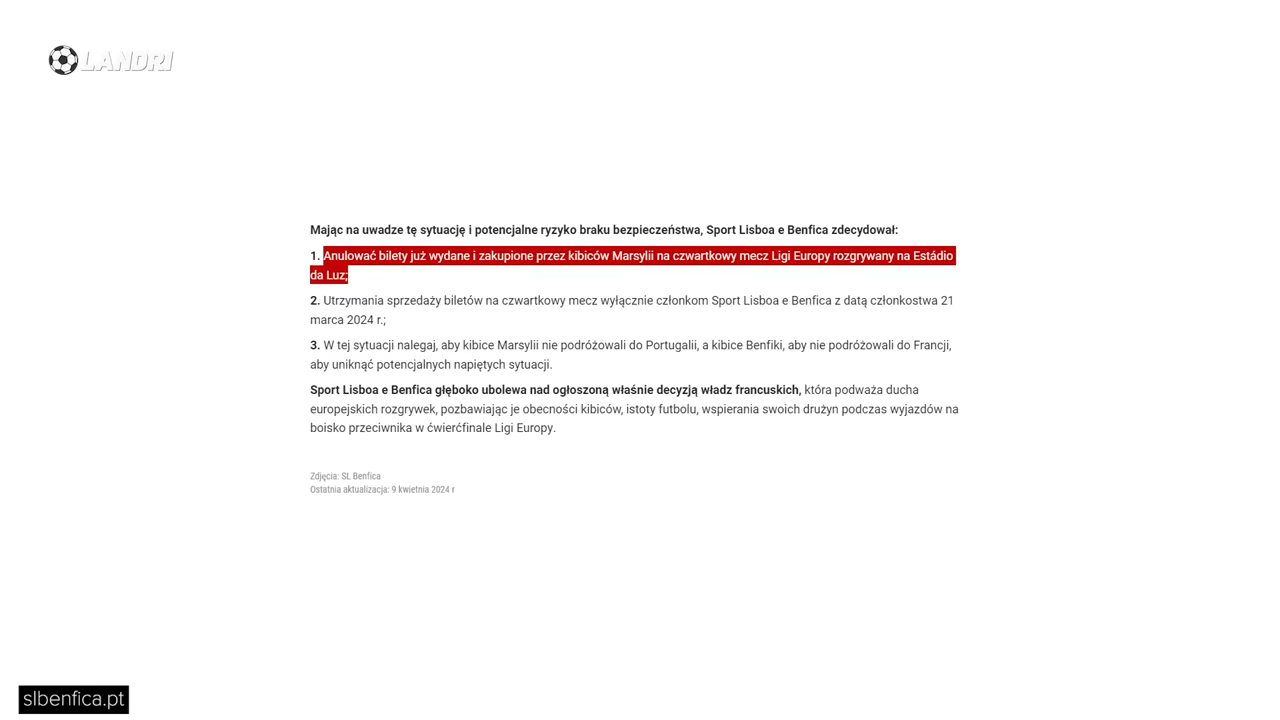 LANDRI
Mając na uwadze tę sytuację i potencjalne ryzyko braku bezpieczeństwa, Sport Lisboa e Benfica zdecydował:
1. Anulować bilety już wydane i zakupione przez kibiców Marsylii na czwartkowy mecz Ligi Europy rozgrywany na Estádio
da Luz;
2. Utrzymania sprzedaży biletów na czwartkowy mecz wyłącznie członkom Sport Lisboa e Benfica z datą członkostwa 21
marca 2024 r.;
3. W tej sytuacji nalegaj, aby kibice Marsylii nie podróżowali do Portugalii, a kibice Benfiki, aby nie podróżowali do Francji,
aby uniknąć potencjalnych napiętych sytuacji.
Sport Lisboa e Benfica głęboko ubolewa nad ogłoszoną właśnie decyzją władz francuskich, która podważa ducha
europejskich rozgrywek, pozbawiając je obecności kibiców, istoty futbolu, wspierania swoich drużyn podczas wyjazdów na
boisko przeciwnika w ćwierćfinale Ligi Europy.
Zdjęcia: SL Benfica
Ostatnia aktualizacja: 9 kwietnia 2024 r
slbenfica.pt